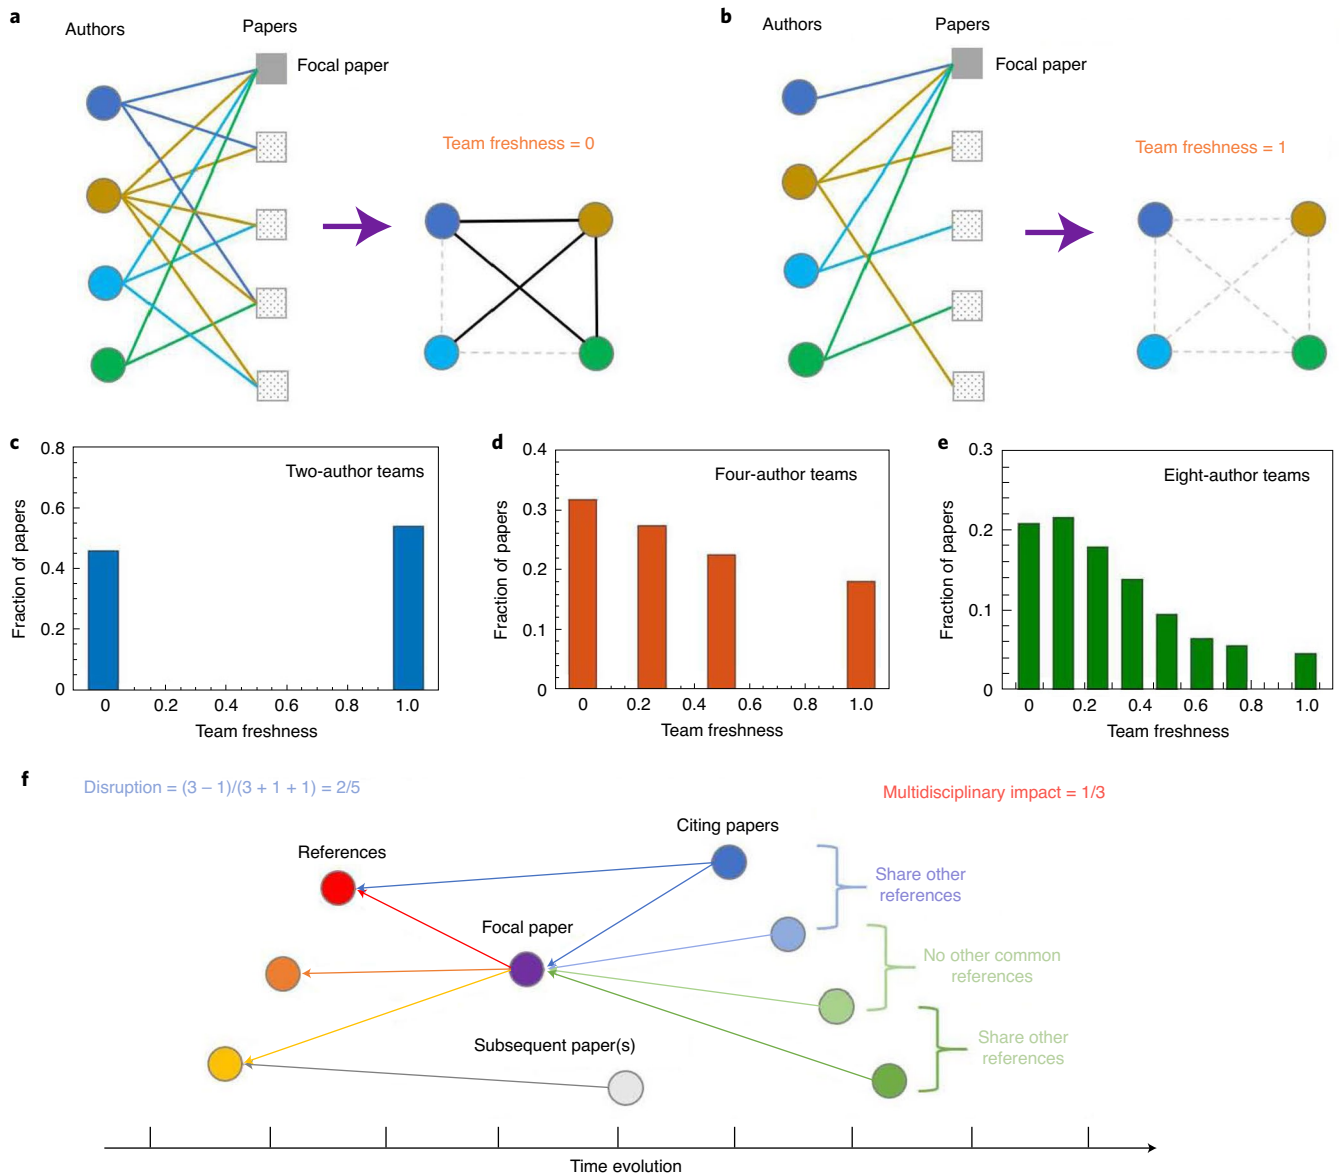 a
Authors
Papers
Focal paper
Team freshness = 0
b
Authors
Papers
Focal paper
Team freshness = 1
c
Two-author teams
Fraction of papers
0.8
0.6
0.4
0.2
0
0 0.2 0.4 0.6 0.8 1.0
Team freshness
d
Four-author teams
Fraction of papers
0.4
0.3
0.2
0.1
0
0 0.2 0.4 0.6 0.8 1.0
Team freshness
e
Eight-author teams
Fraction of papers
0.3
0.2
0.1
0
0 0.2 0.4 0.6 0.8 1.0
Team freshness
f
Disruption = (3 – 1)/(3 + 1 + 1) = 2/5
Multidisciplinary impact = 1/3
Citing papers
References
Share other
references
Focal paper
No other common
references
Share other
references
Subsequent paper(s)
Time evolution